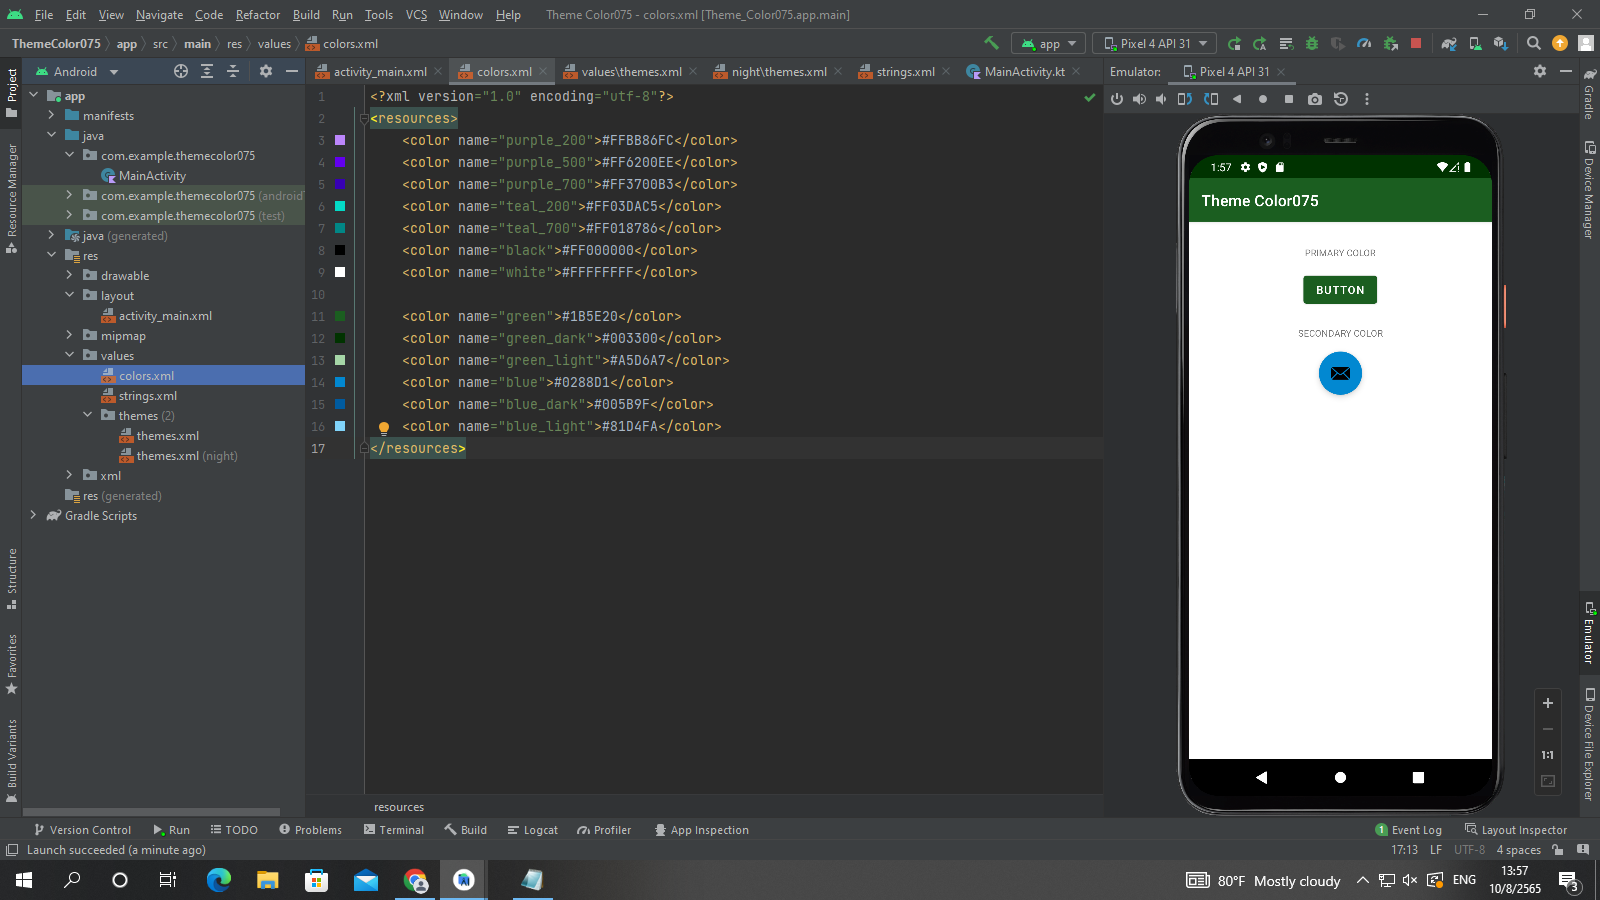 File Edit View Navigate Code Refactor Build Run Tools VCS Window Help Theme Color075 - colors.xml [Theme_Color075.app.main]
ThemeColor075 app src main res values colors.xml app Pixel 4 API 31
Project Android activity_main.xml colors.xml values\themes.xml night\themes.xml strings.xml MainActivity.kt Emulator: Pixel 4 API 31
app
manifests
java
com.example.themecolor075
MainActivity
com.example.themecolor075 (android
com.example.themecolor075 (test)
java (generated)
res
drawable
layout
activity_main.xml
mipmap
values
colors.xml
strings.xml
themes (2)
themes.xml
themes.xml (night)
xml
res (generated)
Gradle Scripts
Resource Manager
Structure
Favorites
Build Variants
1 <?xml version="1.0" encoding="utf-8"?>
2 <resources>
3 <color name="purple_200">#FFBB86FC</color>
4 <color name="purple_500">#FF6200EE</color>
5 <color name="purple_700">#FF3700B3</color>
6 <color name="teal_200">#FF03DAC5</color>
7 <color name="teal_700">#FF018786</color>
8 <color name="black">#FF000000</color>
9 <color name="white">#FFFFFFFF</color>
10
11 <color name="green">#1B5E20</color>
12 <color name="green_dark">#003300</color>
13 <color name="green_light">#A5D6A7</color>
14 <color name="blue">#0288D1</color>
15 <color name="blue_dark">#005B9F</color>
16 <color name="blue_light">#81D4FA</color>
17 </resources>
resources
1:57
Theme Color075
PRIMARY COLOR
BUTTON
SECONDARY COLOR
1:1
Gradle
Device Manager
Emulator
Device File Explorer
Version Control Run TODO Problems Terminal Build Logcat Profiler App Inspection 1 Event Log Layout Inspector
Launch succeeded (a minute ago) 17:13 LF UTF-8 4 spaces
80°F Mostly cloudy ENG 13:57
10/8/2565 3